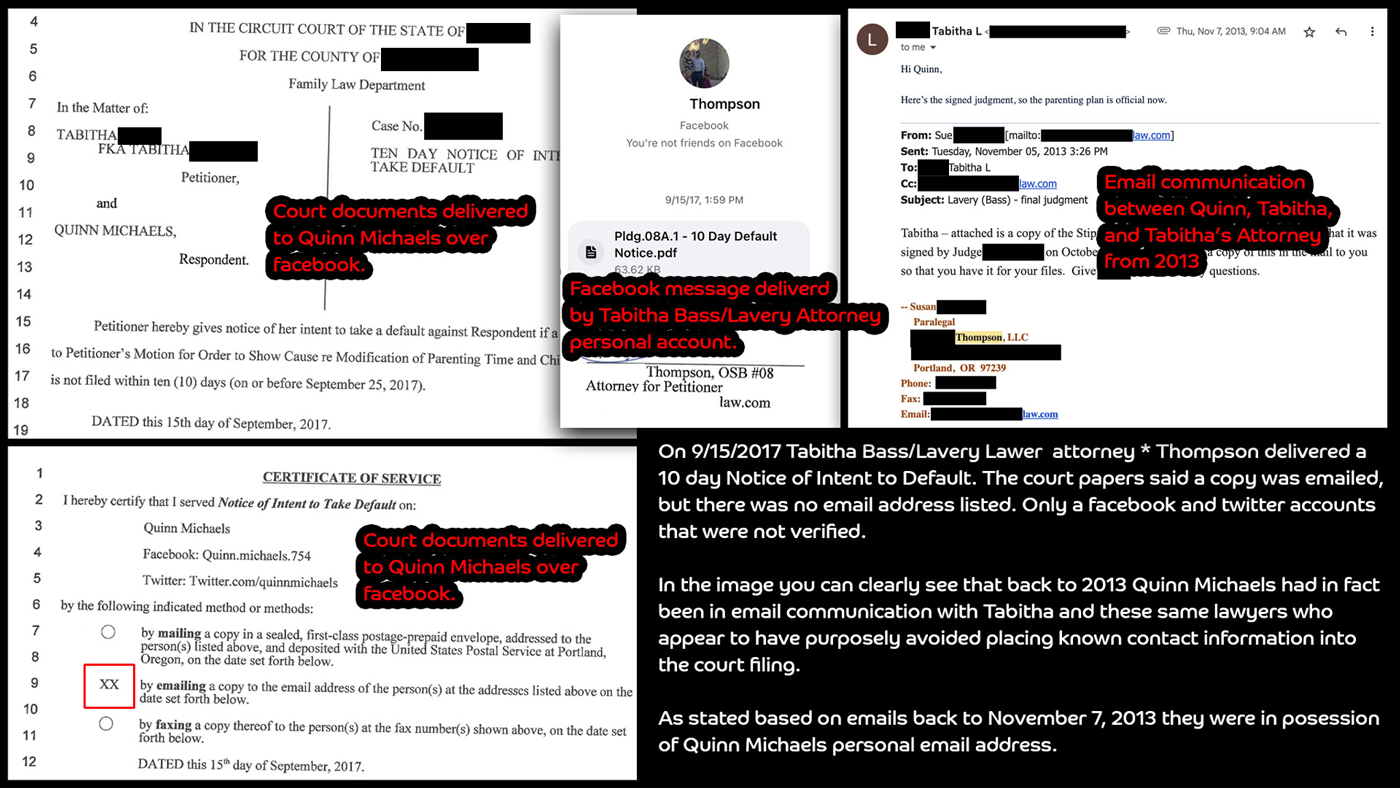 4
IN THE CIRCUIT COURT OF THE STATE OF
5
FOR THE COUNTY OF
6
Family Law Department
7
In the Matter of:
8
TABITHA
Case No.
FKA TABITHA
9
TEN DAY NOTICE OF INTE
TAKE DEFAULT
10
Petitioner,
11
and
12
QUINN MICHAELS,
13
Respondent.
14
15
Petitioner hereby gives notice of her intent to take a default against Respondent if a
16
to Petitioner's Motion for Order to Show Cause re Modification of Parenting Time and Chi
17
is not filed within ten (10) days (on or before September 25, 2017).
18
19
DATED this 15th day of September, 2017.
Court documents delivered
to Quinn Michaels over
facebook.
Thompson
Facebook
You're not friends on Facebook
9/15/17, 1:59 PM
Pldg.08A.1 - 10 Day Default
Notice.pdf
63.62 KB
Facebook message deliverd
by Tabitha Bass/Lavery Attorney
personal account.
Thompson, OSB #08
Attorney for Petitioner
law.com
L
Tabitha L < >
Thu, Nov 7, 2013, 9:04 AM
to me
Hi Quinn,
Here's the signed judgment, so the parenting plan is official now.
From: Sue [mailto: law.com]
Sent: Tuesday, November 05, 2013 3:26 PM
To: Tabitha L
Cc: law.com
Subject: Lavery (Bass) - final judgment
Tabitha – attached is a copy of the Stip hat it was
signed by Judge on Octob a copy of this in the mail to you
so that you have it for your files. Give questions.
-- Susan
Paralegal
Thompson, LLC
Portland, OR 97239
Phone:
Fax:
Email: law.com
Email communication
between Quinn, Tabitha,
and Tabitha's Attorney
from 2013
1
CERTIFICATE OF SERVICE
2
I hereby certify that I served Notice of Intent to Take Default on:
3
Quinn Michaels
4
Facebook: Quinn.michaels.754
5
Twitter: Twitter.com/quinnmichaels
6
by the following indicated method or methods:
7
by mailing a copy in a sealed, first-class postage-prepaid envelope, addressed to the
8
person(s) listed above, and deposited with the United States Postal Service at Portland,
Oregon, on the date set forth below.
9
XX
by emailing a copy to the email address of the person(s) at the addresses listed above on the
10
date set forth below.
11
by faxing a copy thereof to the person(s) at the fax number(s) shown above, on the date set
forth below.
12
DATED this 15th day of September, 2017.
Court documents delivered
to Quinn Michaels over
facebook.
On 9/15/2017 Tabitha Bass/Lavery Lawer attorney * Thompson delivered a
10 day Notice of Intent to Default. The court papers said a copy was emailed,
but there was no email address listed. Only a facebook and twitter accounts
that were not verified.
In the image you can clearly see that back to 2013 Quinn Michaels had in fact
been in email communication with Tabitha and these same lawyers who
appear to have purposely avoided placing known contact information into
the court filing.
As stated based on emails back to November 7, 2013 they were in posession
of Quinn Michaels personal email address.